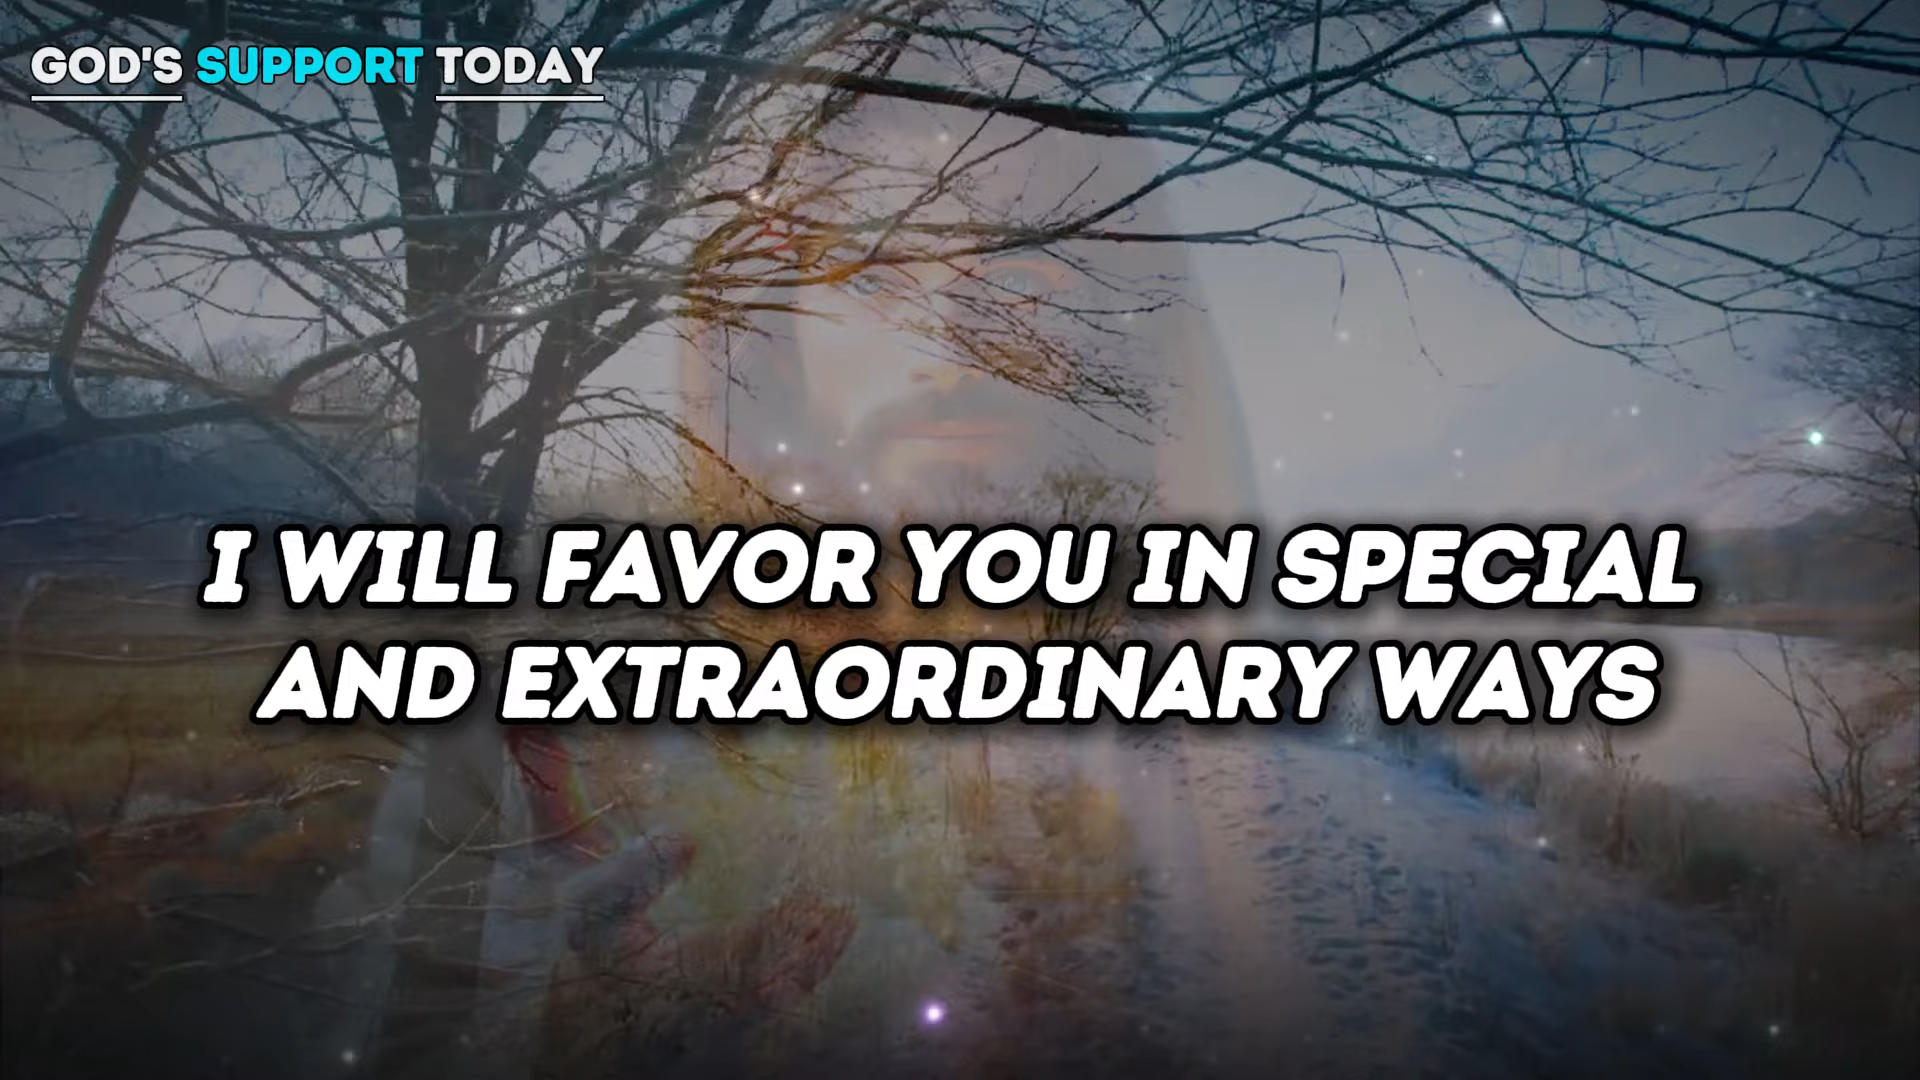 GOD'S SUPPORT TODAY
I WILL FAVOR YOU IN SPECIAL
AND EXTRAORDINARY WAYS